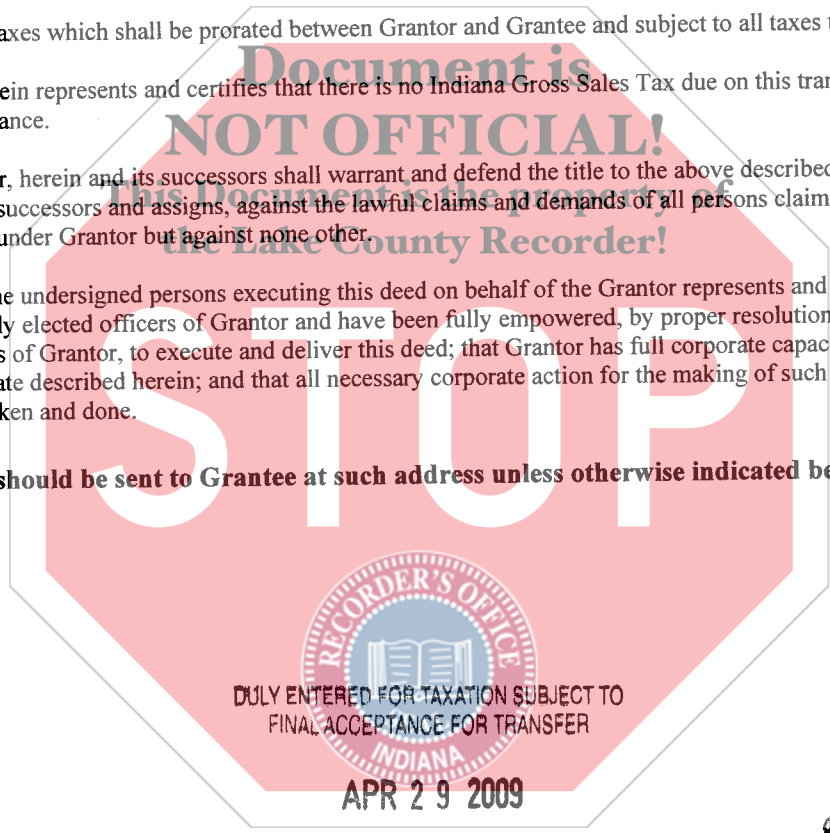 axes which shall be prorated between Grantor and Grantee and subject to all taxes
Document is
ein represents and certifies that there is no Indiana Gross Sales Tax due on this tran
ance.
NOT OFFICIAL!
r, herein and its successors shall warrant and defend the title to the above described
This Document is the property of
successors and assigns, against the lawful claims and demands of all persons claim
under Grantor but against none other.
the Lake County Recorder!
e undersigned persons executing this deed on behalf of the Grantor represents and
ly elected officers of Grantor and have been fully empowered, by proper resolution
s of Grantor, to execute and deliver this deed; that Grantor has full corporate capac
ate described herein; and that all necessary corporate action for the making of such
ken and done.
STOP
should be sent to Grantee at such address unless otherwise indicated be
RECORDER'S OFFICE
DULY ENTERED FOR TAXATION SUBJECT TO
FINAL ACCEPTANCE FOR TRANSFER
INDIANA
APR 29 2009